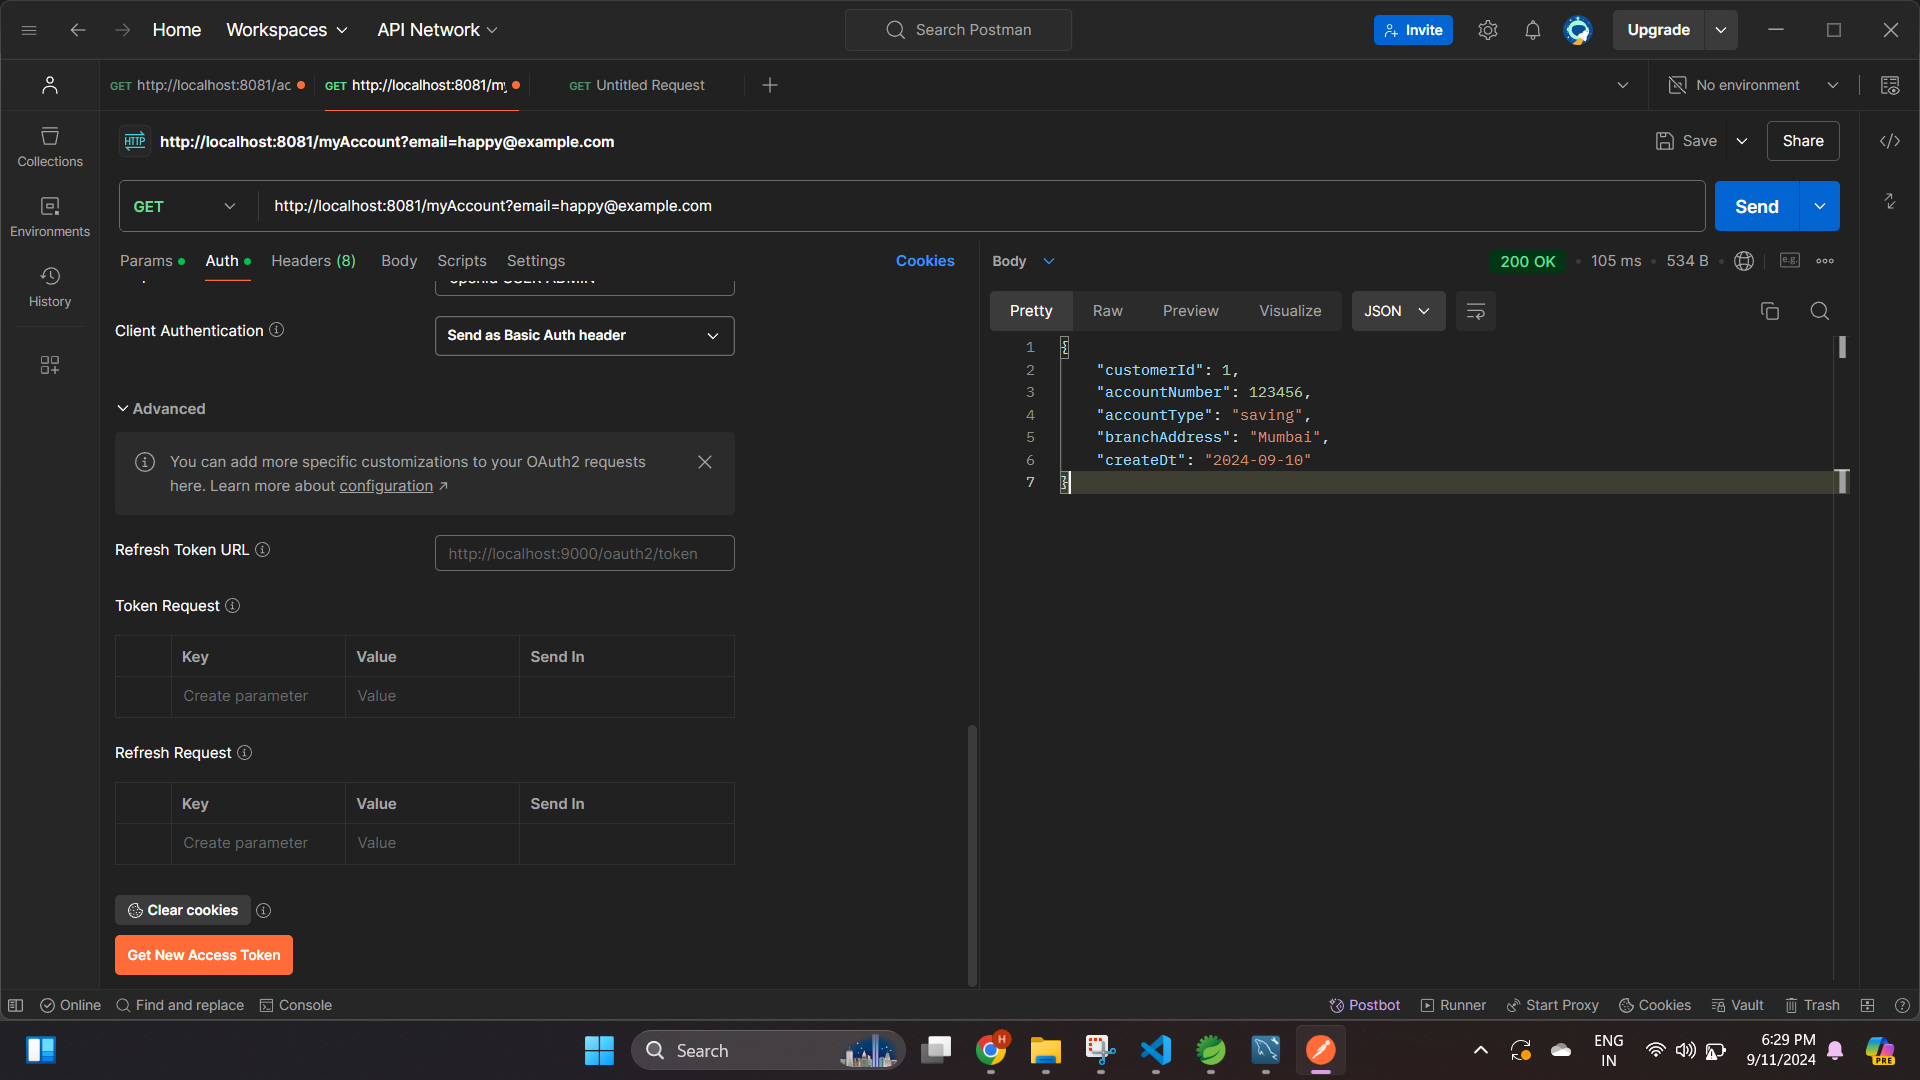 Home Workspaces API Network Search Postman Invite Upgrade
GET http://localhost:8081/ac GET http://localhost:8081/my GET Untitled Request No environment
HTTP http://localhost:8081/myAccount?email=happy@example.com Save Share
Collections
GET http://localhost:8081/myAccount?email=happy@example.com Send
Environments
Params Auth Headers (8) Body Scripts Settings Cookies
Body 200 OK 105 ms 534 B e.g.
History
Client Authentication Send as Basic Auth header
Pretty Raw Preview Visualize JSON
Advanced
You can add more specific customizations to your OAuth2 requests
here. Learn more about configuration
Refresh Token URL http://localhost:9000/oauth2/token
Token Request
Key Value Send In
Create parameter Value
Refresh Request
Key Value Send In
Create parameter Value
Clear cookies
Get New Access Token
1 {
2 "customerId": 1,
3 "accountNumber": 123456,
4 "accountType": "saving",
5 "branchAddress": "Mumbai",
6 "createDt": "2024-09-10"
7 }
Online Find and replace Console Postbot Runner Start Proxy Cookies Vault Trash
Search H ENG
IN
6:29 PM
9/11/2024
PRE